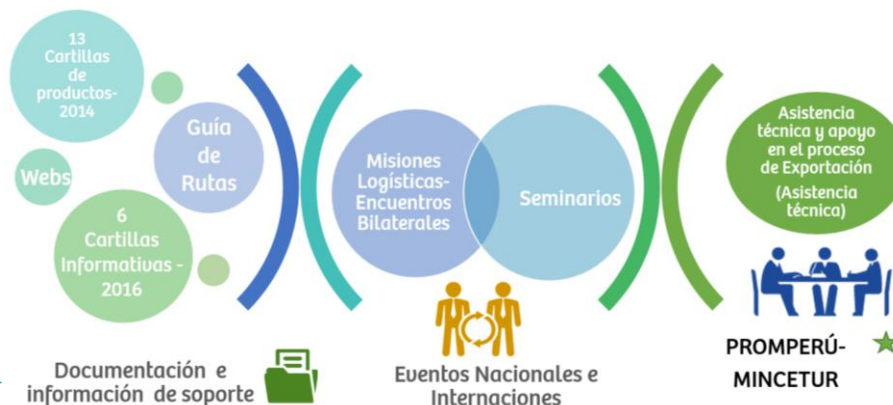 13
Cartillas
de
productos-
2014
Guía
de
Rutas
Webs
6
Cartillas
Informativas -
2016
Documentación e
información de soporte
Misiones
Logísticas-
Encuentros
Bilaterales
Seminarios
Eventos Nacionales e
Internaciones
Asistencia
técnica y apoyo
en el proceso
de Exportación
(Asistencia
técnica)
PROMPERÚ-
MINCETUR